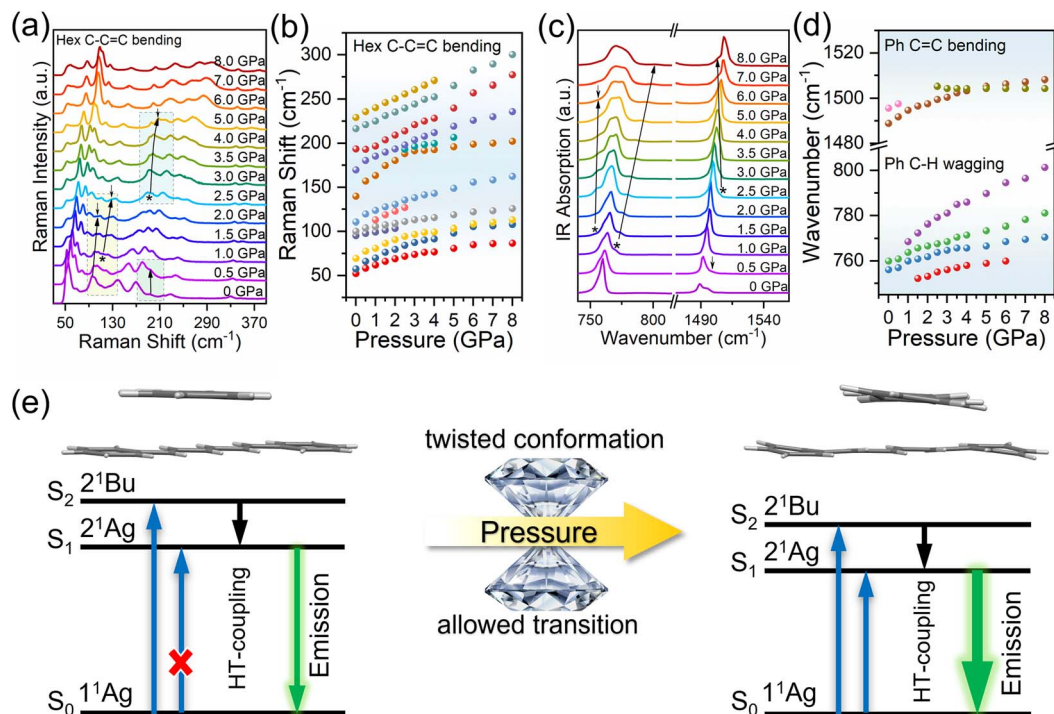 (a)
Hex C-C=C bending
8.0 GPa
7.0 GPa
6.0 GPa
5.0 GPa
4.0 GPa
3.5 GPa
3.0 GPa
2.5 GPa
2.0 GPa
1.5 GPa
1.0 GPa
0.5 GPa
0 GPa
*
*
Raman Intensity (a.u.)
50 130 210 290 370
Raman Shift (cm⁻¹)
(b)
Hex C-C=C bending
300
250
200
150
100
50
Raman Shift (cm⁻¹)
0 1 2 3 4 5 6 7 8
Pressure (GPa)
(c)
8.0 GPa
7.0 GPa
6.0 GPa
5.0 GPa
4.0 GPa
3.5 GPa
3.0 GPa
2.5 GPa
2.0 GPa
1.5 GPa
1.0 GPa
0.5 GPa
0 GPa
*
*
*
IR Absorption (a.u.)
750 800 1490 1540
Wavenumber (cm⁻¹)
(d)
Ph C=C bending
1520
1500
1480
Ph C-H wagging
800
780
760
Wavenumber (cm⁻¹)
0 1 2 3 4 5 6 7 8
Pressure (GPa)
(e)
S₂ 2¹Bu
S₁ 2¹Ag
HT-coupling
Emission
S₀ 1¹Ag
twisted conformation
Pressure
allowed transition
S₂ 2¹Bu
S₁ 2¹Ag
HT-coupling
Emission
S₀ 1¹Ag